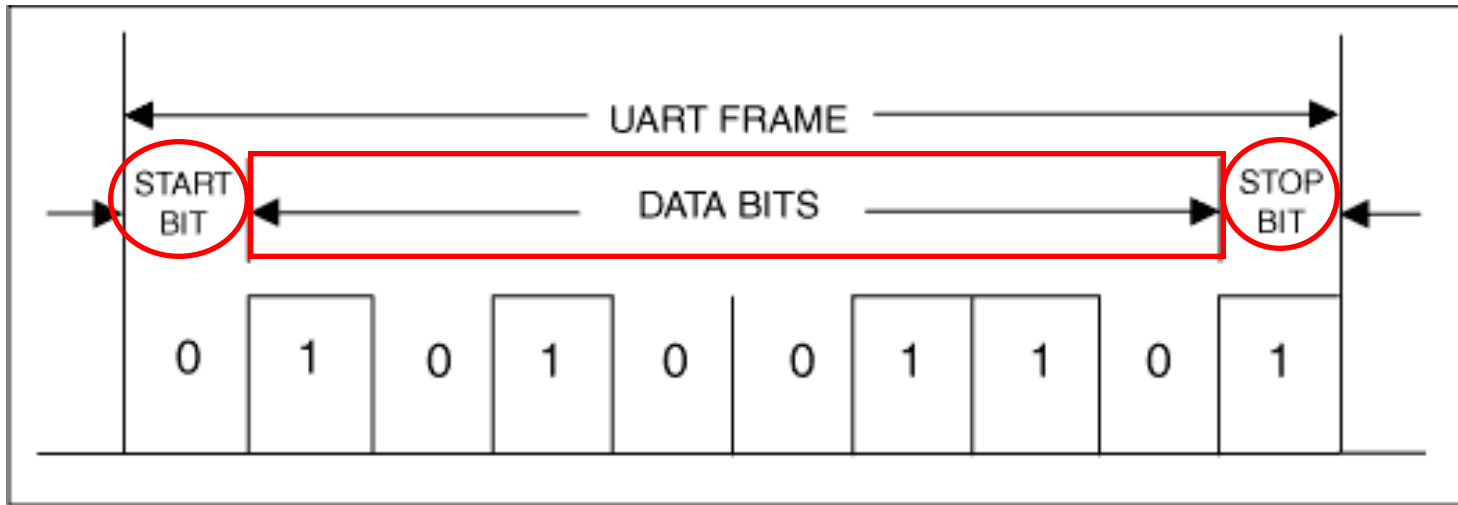 UART FRAME
START
BIT
DATA BITS
STOP
BIT
0 1 0 1 0 0 1 1 0 1